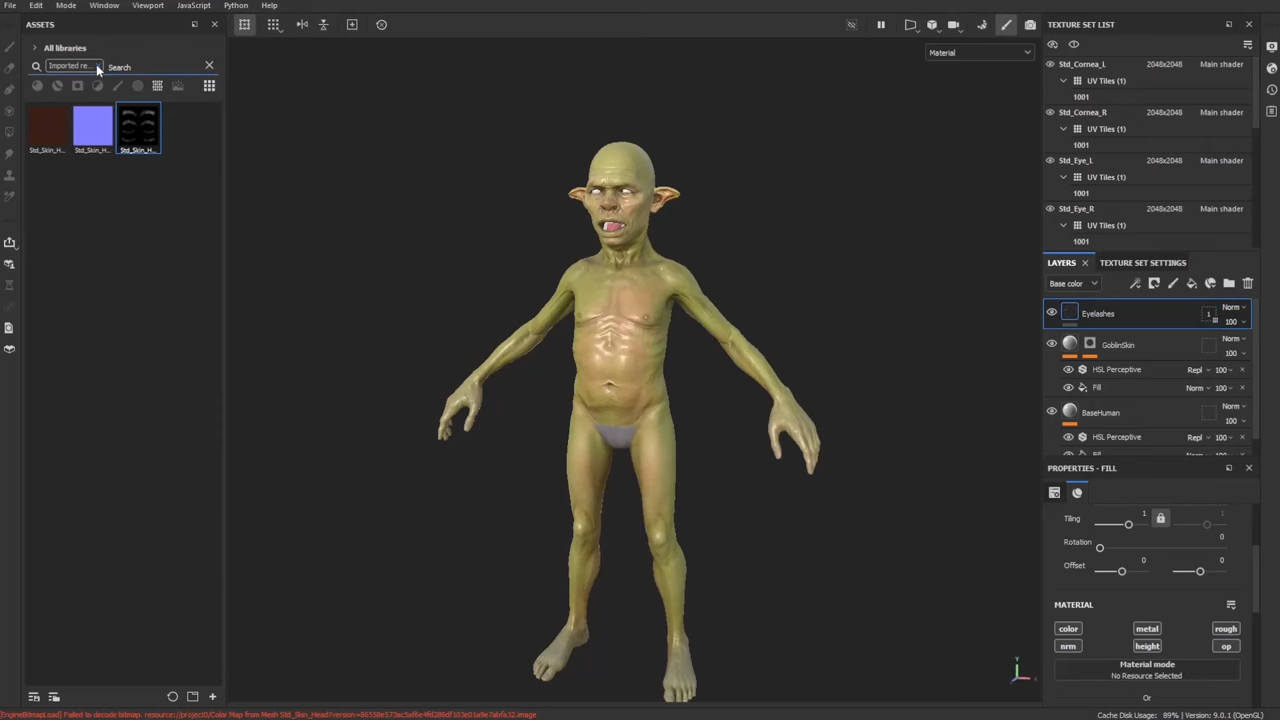 File Edit Mode Window Viewport JavaScript Python Help
ASSETS
All libraries
Imported re...
Search
Std_Skin_H... Std_Skin_H... Std_Skin_H...
Material
TEXTURE SET LIST
Std_Cornea_L 2048x2048 Main shader
UV Tiles (1)
1001
Std_Cornea_R 2048x2048 Main shader
UV Tiles (1)
1001
Std_Eye_L 2048x2048 Main shader
UV Tiles (1)
1001
Std_Eye_R 2048x2048 Main shader
UV Tiles (1)
1001
LAYERS TEXTURE SET SETTINGS
Base color
Eyelashes 1 Norm
100
GoblinSkin Norm
100
HSL Perceptive Repl 100
Fill Norm 100
BaseHuman Norm
100
HSL Perceptive Repl 100
PROPERTIES - FILL
Tiling 1 1
Rotation 0
Offset 0 0
MATERIAL
color metal rough
nrm height op
Material mode
No Resource Selected
Or
Y
Cache Disk Usage: 89% | Version: 9.0.1 (OpenGL)